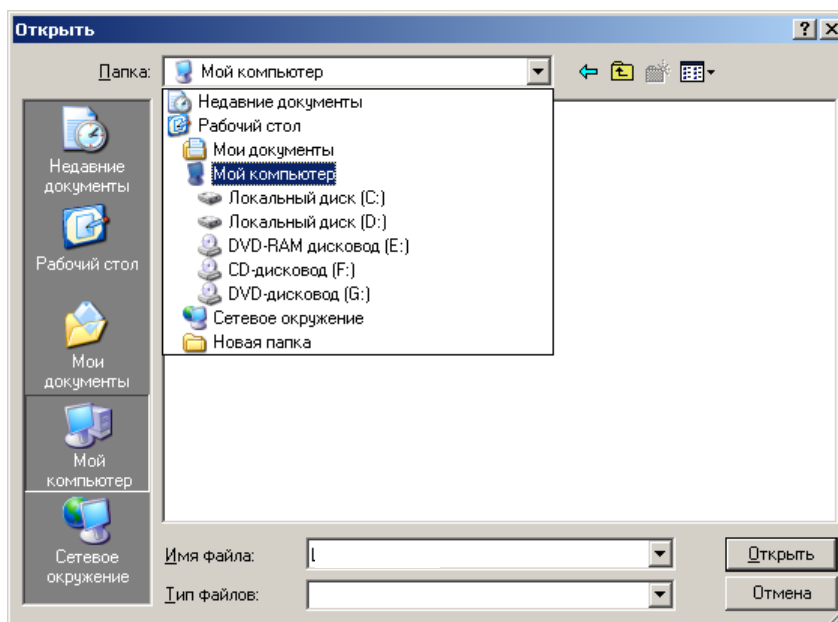 Открыть
Папка: Мой компьютер
Недавние документы
Рабочий стол
Мои документы
Мой компьютер
Локальный диск (C:)
Локальный диск (D:)
DVD-RAM дисковод (E:)
CD-дисковод (F:)
DVD-дисковод (G:)
Сетевое окружение
Новая папка
Недавние
документы
Рабочий стол
Мои
документы
Мой
компьютер
Сетевое
окружение
Имя файла:
Открыть
Тип файлов:
Отмена